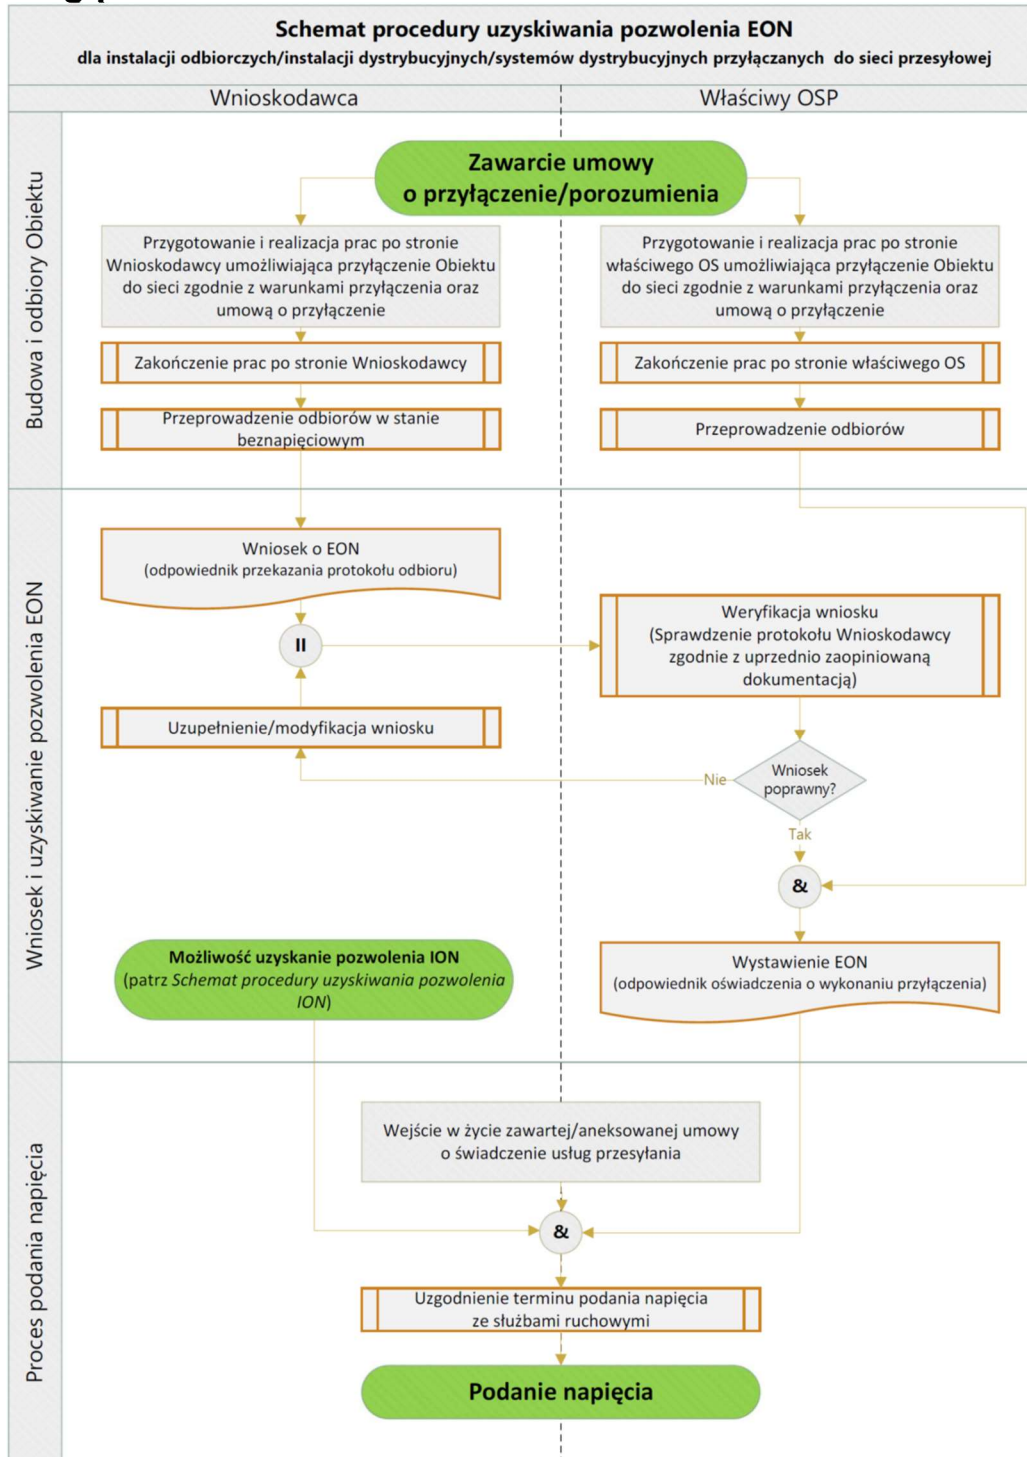 Schemat procedury uzyskiwania pozwolenia EON
dla instalacji odbiorczych/instalacji dystrybucyjnych/systemów dystrybucyjnych przyłączanych do sieci przesyłowej
Wnioskodawca
Właściwy OSP
Budowa i odbiory Obiektu
Zawarcie umowy
o przyłączenie/porozumienia
Przygotowanie i realizacja prac po stronie
Wnioskodawcy umożliwiająca przyłączenie Obiektu
do sieci zgodnie z warunkami przyłączenia oraz
umową o przyłączenie
Przygotowanie i realizacja prac po stronie
właściwego OS umożliwiająca przyłączenie Obiektu
do sieci zgodnie z warunkami przyłączenia oraz
umową o przyłączenie
Zakończenie prac po stronie Wnioskodawcy
Zakończenie prac po stronie właściwego OS
Przeprowadzenie odbiorów w stanie
beznapięciowym
Przeprowadzenie odbiorów
Wniosek i uzyskiwanie pozwolenia EON
Wniosek o EON
(odpowiednik przekazania protokołu odbioru)
II
Weryfikacja wniosku
(Sprawdzenie protokołu Wnioskodawcy
zgodnie z uprzednio zaopiniowaną
dokumentacją)
Uzupełnienie/modyfikacja wniosku
Nie
Wniosek
poprawny?
Tak
&
Możliwość uzyskanie pozwolenia ION
(patrz Schemat procedury uzyskiwania pozwolenia
ION)
Wystawienie EON
(odpowiednik oświadczenia o wykonaniu przyłączenia)
Proces podania napięcia
Wejście w życie zawartej/aneksowanej umowy
o świadczenie usług przesyłania
&
Uzgodnienie terminu podania napięcia
ze służbami ruchowymi
Podanie napięcia